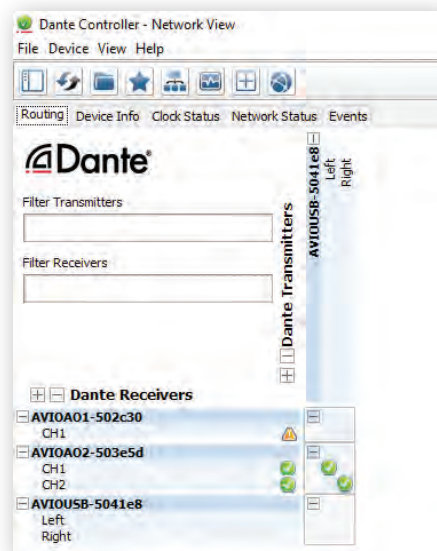 Dante Controller - Network View
File Device View Help
Routing Device Info Clock Status Network Status Events
Dante®
Filter Transmitters
Filter Receivers
Dante Transmitters
AVIOUSB-5041e8
Left
Right
Dante Receivers
AVIOAO1-502c30
CH1
AVIOAO2-503e5d
CH1
CH2
AVIOUSB-5041e8
Left
Right